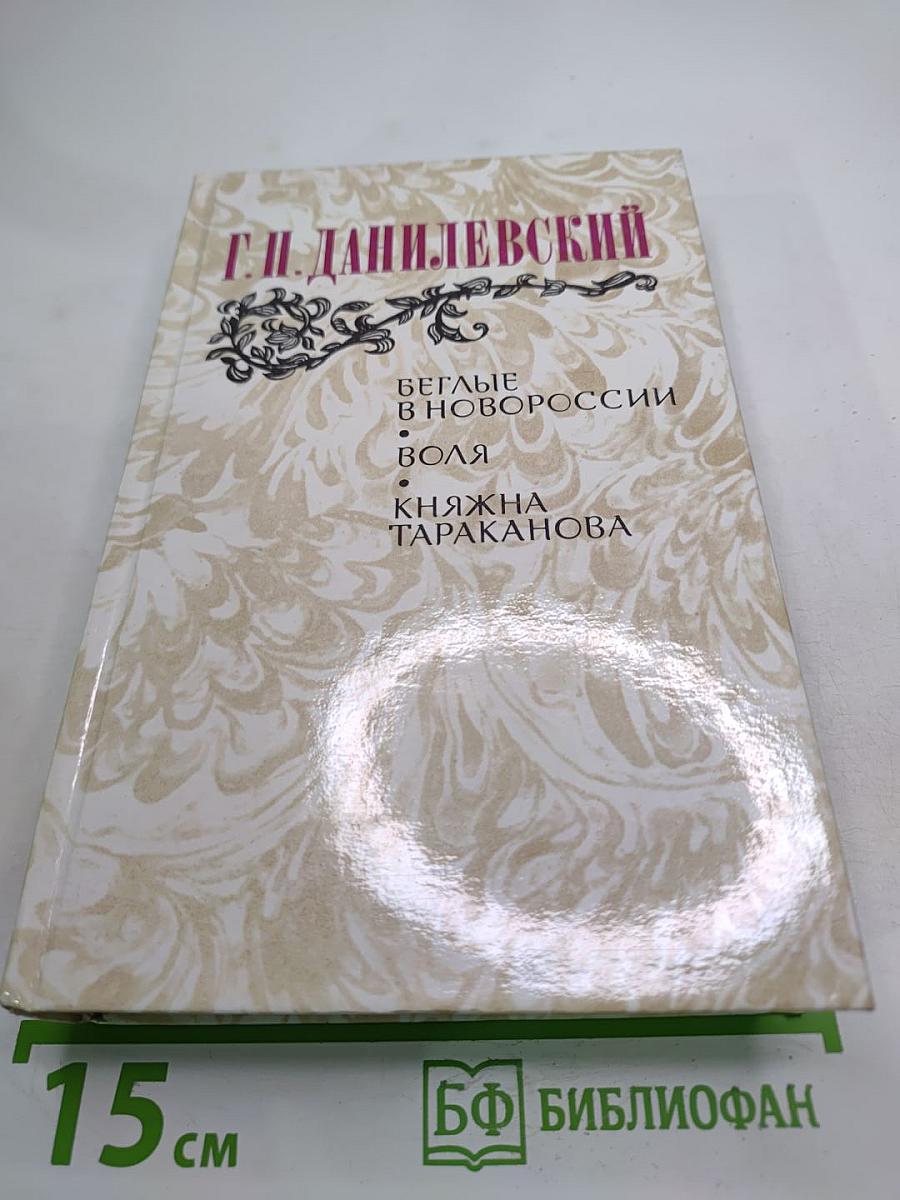 Г.П.ДАНИЛЕВСКИЙ
БЕГЛЫЕ
В НОВОРОССИИ
•
ВОЛЯ
•
КНЯЖНА
ТАРАКАНОВА
15 см
БФ БИБЛИОФАН